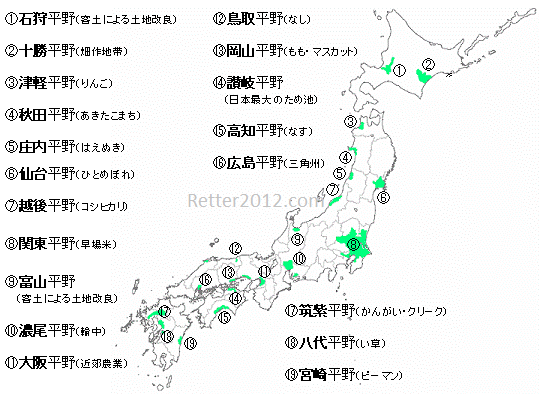 ①石狩平野(客土による土地改良)
②十勝平野(畑作地帯)
③津軽平野(りんご)
④秋田平野(あきたこまち)
⑤庄内平野(はえぬき)
⑥仙台平野(ひとめぼれ)
⑦越後平野(コシヒカリ)
⑧関東平野(早場米)
⑨富山平野
(客土による土地改良)
⑩濃尾平野(輪中)
⑪大阪平野(近郊農業)
⑫鳥取平野(なし)
⑬岡山平野(もも・マスカット)
⑭讃岐平野
(日本最大のため池)
⑮高知平野(なす)
⑯広島平野(三角州)
⑰筑紫平野(かんがい・クリーク)
⑱八代平野(い草)
⑲宮崎平野(ピーマン)
①
②
③
④
⑤
⑥
⑦
⑧
⑨
⑩
⑪
⑫
⑬
⑭
⑮
⑯
⑰
⑱
⑲
Retter2012.com